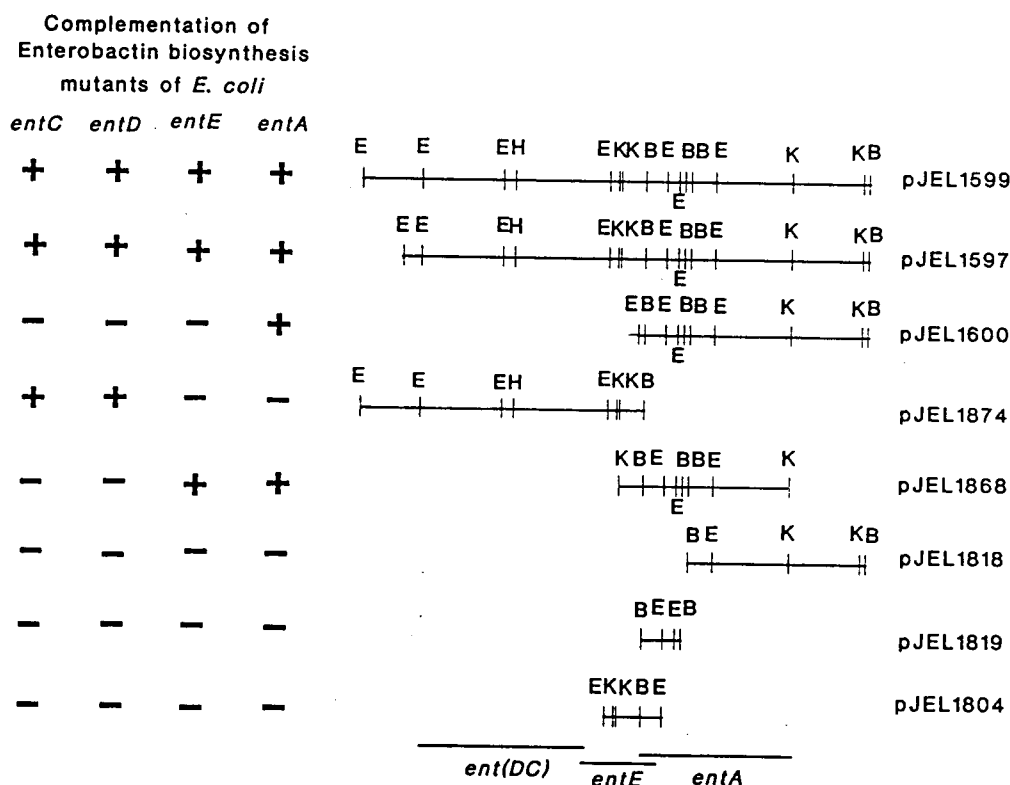 Complementation of
Enterobactin biosynthesis
mutants of E. coli
entC entD entE entA
+ + + +
E E EH EKKBE BBE K KB
E
pJEL1599
+ + + +
EE EH EKKBE BBE K KB
E
pJEL1597
− − − +
EBE BBE K KB
E
pJEL1600
+ + − −
E E EH EKKB
pJEL1874
− − + +
KBE BBE K
E
pJEL1868
− − − −
BE K KB
pJEL1818
− − − −
BEEB
pJEL1819
− − − −
EKKBE
pJEL1804
ent(DC) entE entA